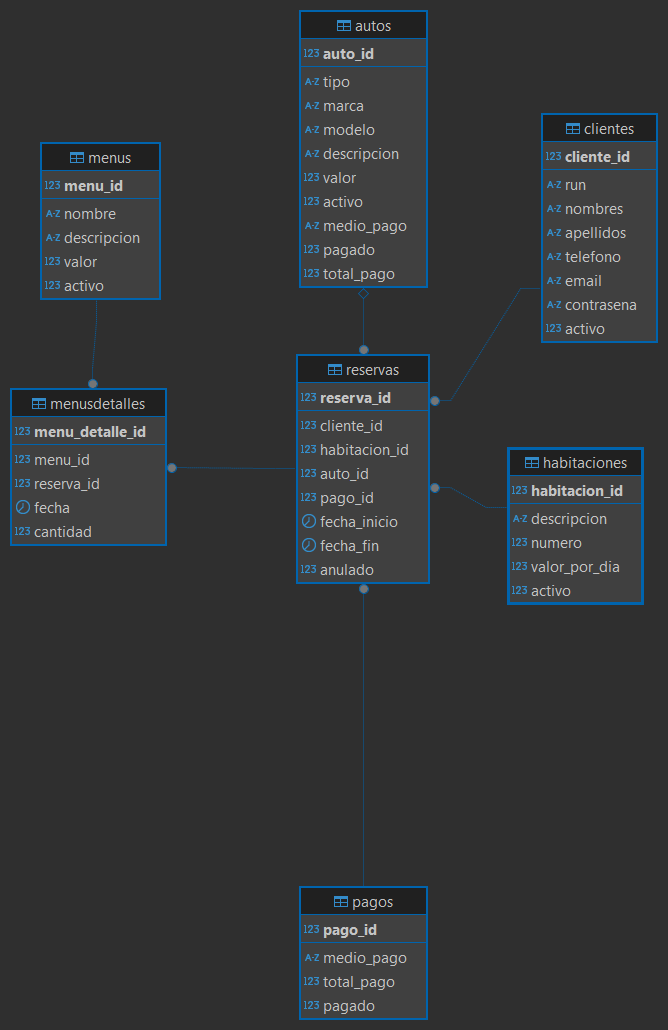 autos
123 auto_id
A-Z tipo
A-Z marca
A-Z modelo
A-Z descripcion
123 valor
123 activo
A-Z medio_pago
123 pagado
123 total_pago
clientes
123 cliente_id
A-Z run
A-Z nombres
A-Z apellidos
A-Z telefono
A-Z email
A-Z contrasena
123 activo
menus
123 menu_id
A-Z nombre
A-Z descripcion
123 valor
123 activo
reservas
123 reserva_id
123 cliente_id
123 habitacion_id
123 auto_id
123 pago_id
fecha_inicio
fecha_fin
123 anulado
menusdetalles
123 menu_detalle_id
123 menu_id
123 reserva_id
fecha
123 cantidad
habitaciones
123 habitacion_id
A-Z descripcion
123 numero
123 valor_por_dia
123 activo
pagos
123 pago_id
A-Z medio_pago
123 total_pago
123 pagado